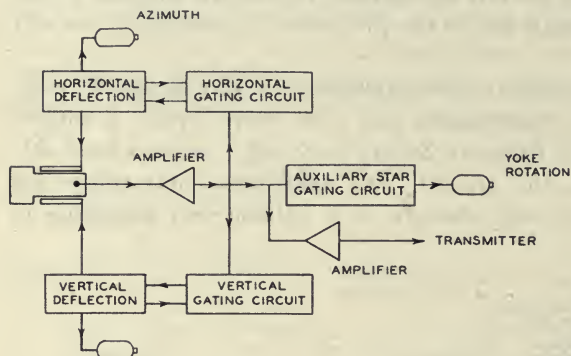 AZIMUTH
HORIZONTAL
DEFLECTION
HORIZONTAL
GATING CIRCUIT
AMPLIFIER
AUXILIARY STAR
GATING CIRCUIT
YOKE
ROTATION
TRANSMITTER
AMPLIFIER
VERTICAL
DEFLECTION
VERTICAL
GATING CIRCUIT